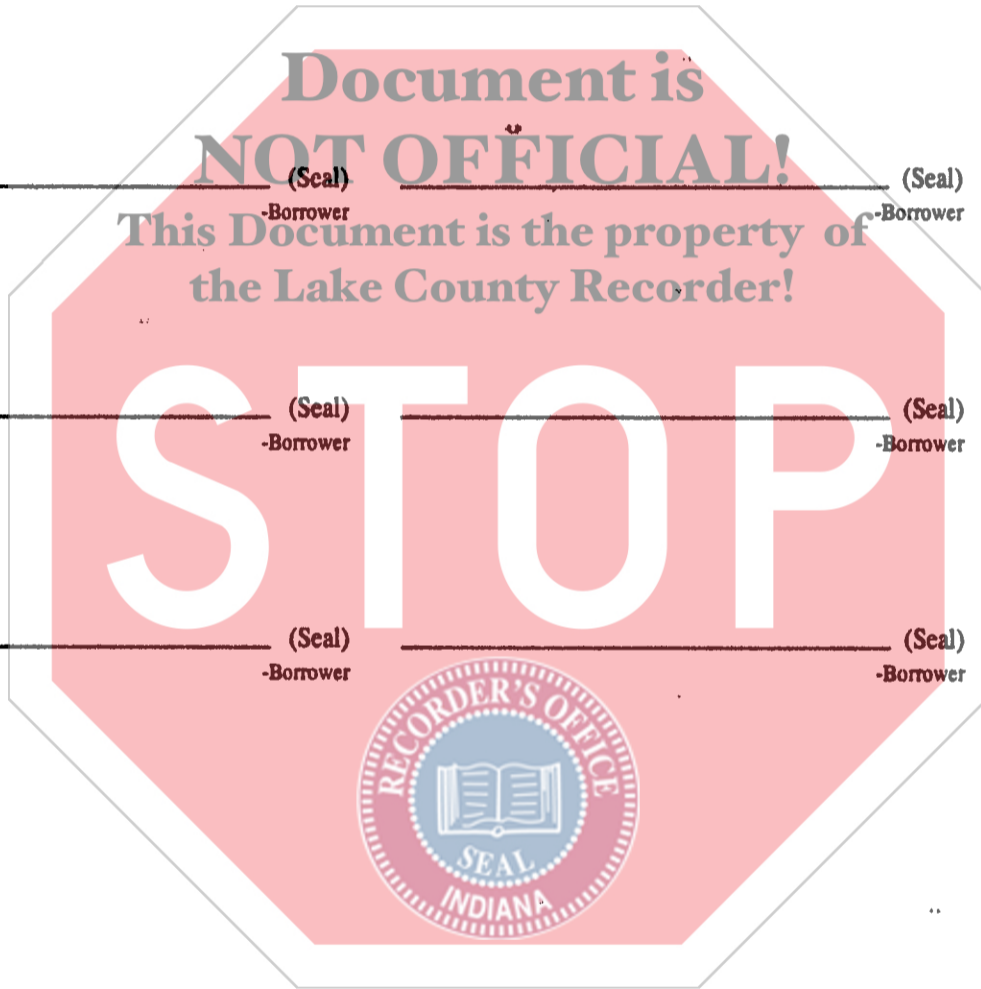 Document is
NOT OFFICIAL!
(Seal) (Seal)
-Borrower -Borrower
This Document is the property of
the Lake County Recorder!
STOP
(Seal) (Seal)
-Borrower -Borrower
(Seal) (Seal)
-Borrower -Borrower
RECORDER'S OFFICE
SEAL
INDIANA